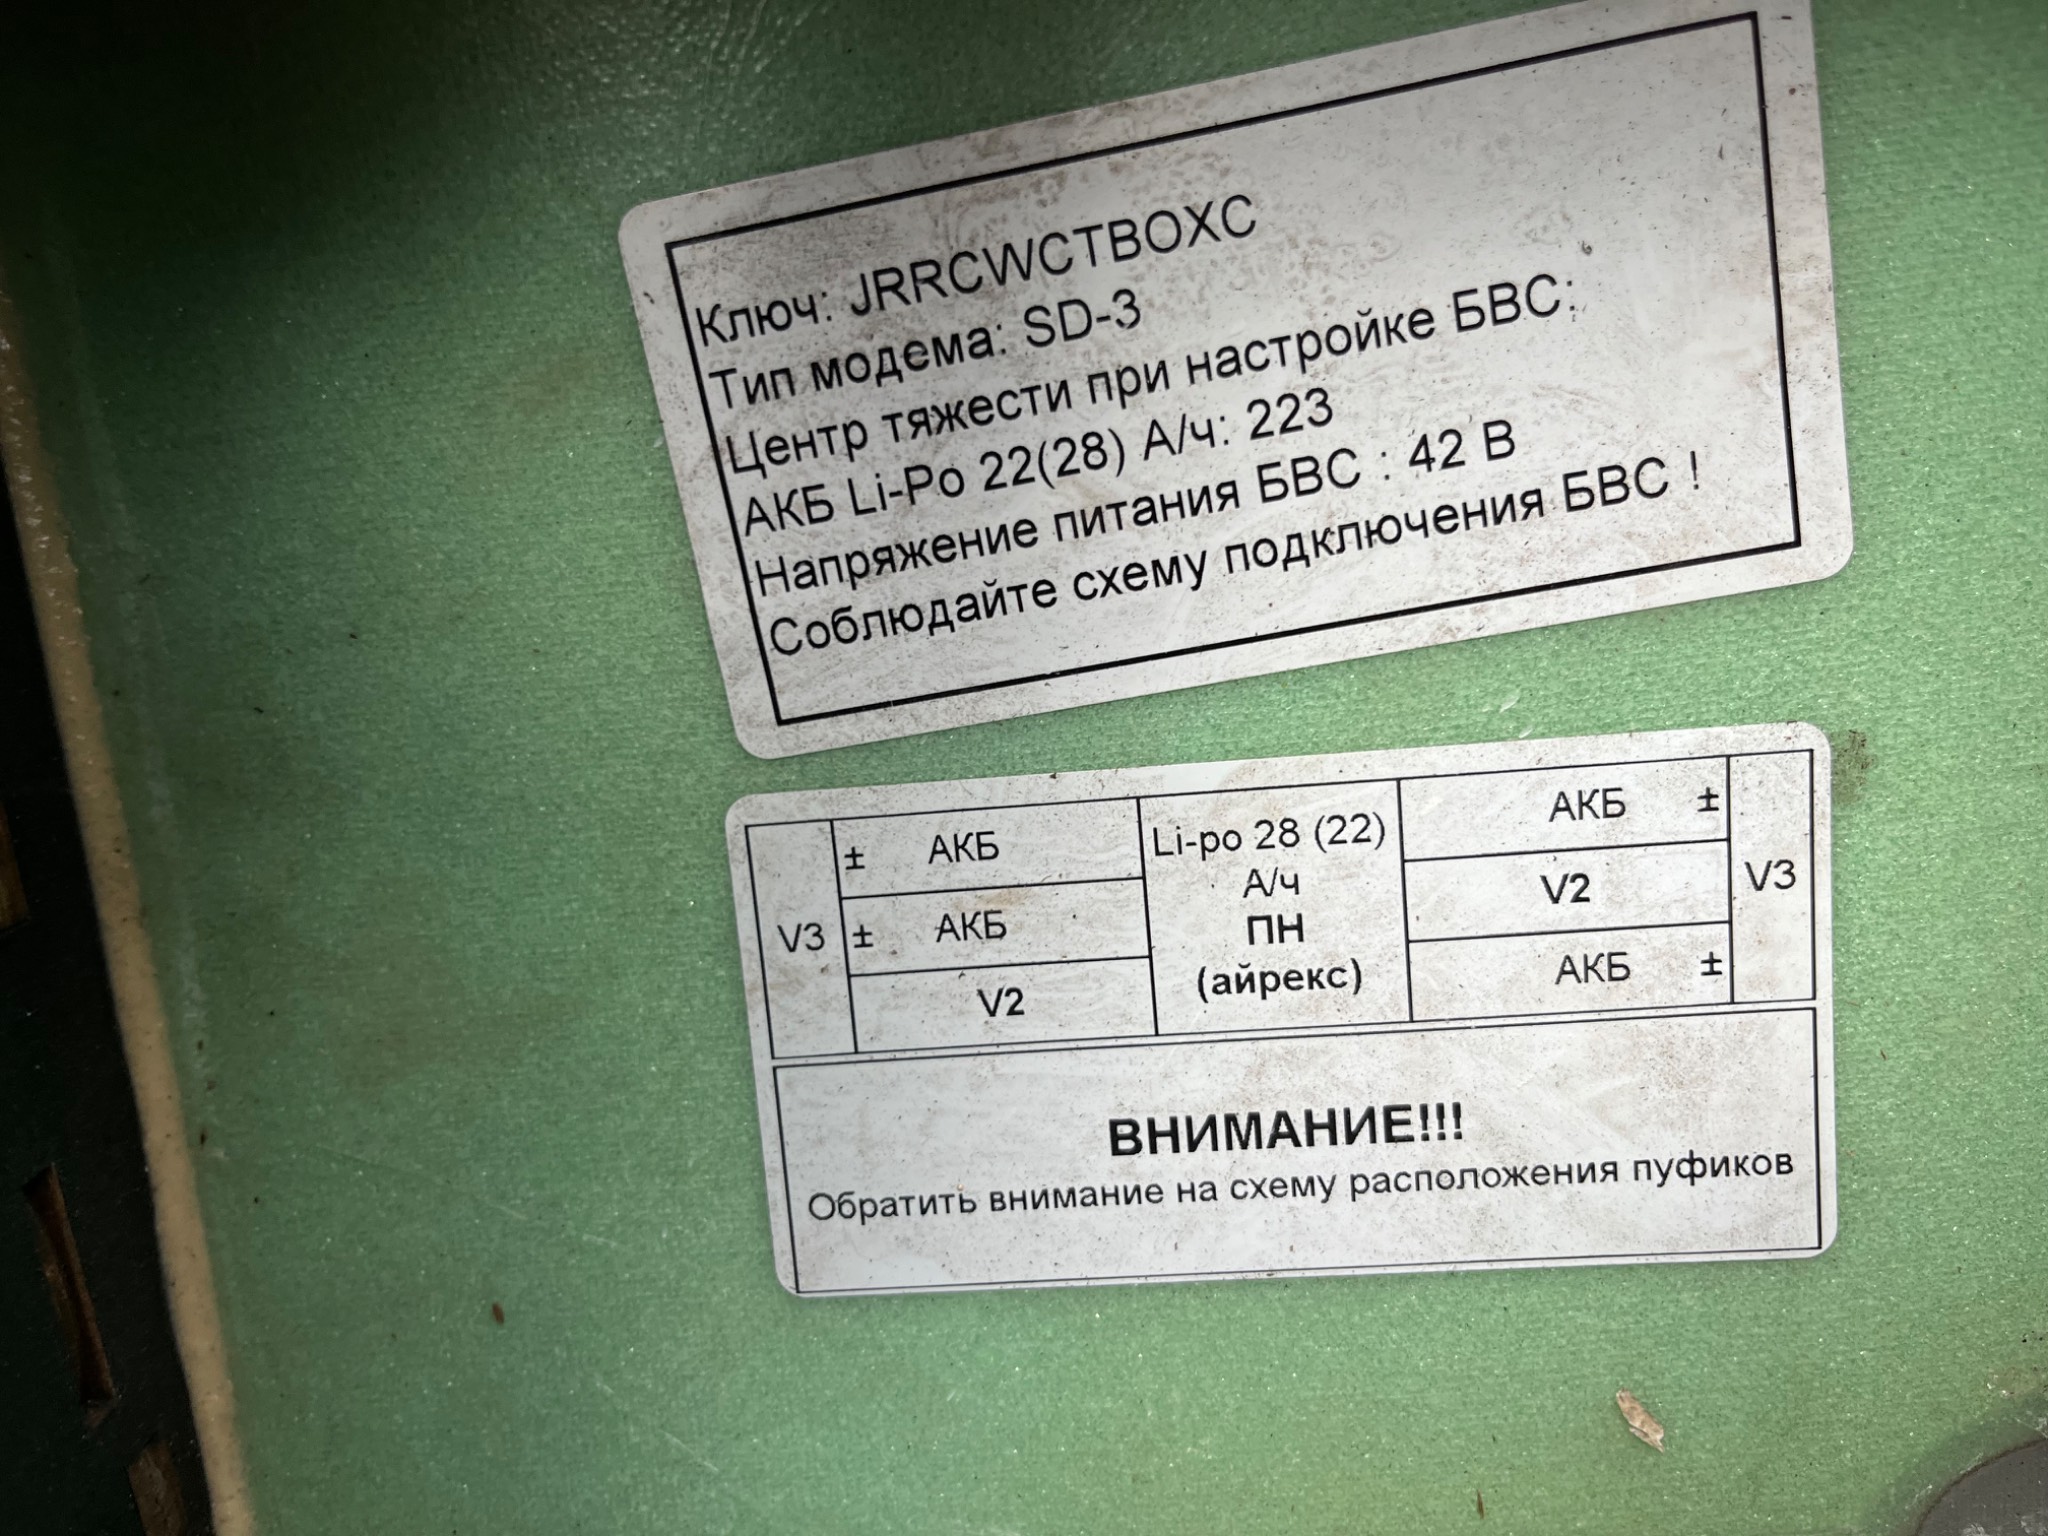 Ключ: JRRCWCTBOXC
Тип модема: SD-3
Центр тяжести при настройке БВС:
АКБ Li-Po 22(28) А/ч: 223
Напряжение питания БВС : 42 В
Соблюдайте схему подключения БВС !
V3
± АКБ
± АКБ
V2
Li-po 28 (22)
А/ч
ПН
(айрекс)
АКБ ±
V2
АКБ ±
V3
ВНИМАНИЕ!!!
Обратить внимание на схему расположения пуфиков